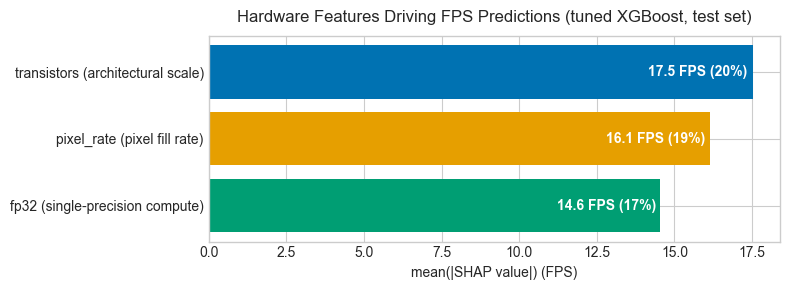 Hardware Features Driving FPS Predictions (tuned XGBoost, test set)
transistors (architectural scale)
17.5 FPS (20%)
pixel_rate (pixel fill rate)
16.1 FPS (19%)
fp32 (single-precision compute)
14.6 FPS (17%)
0.0 2.5 5.0 7.5 10.0 12.5 15.0 17.5
mean(|SHAP value|) (FPS)